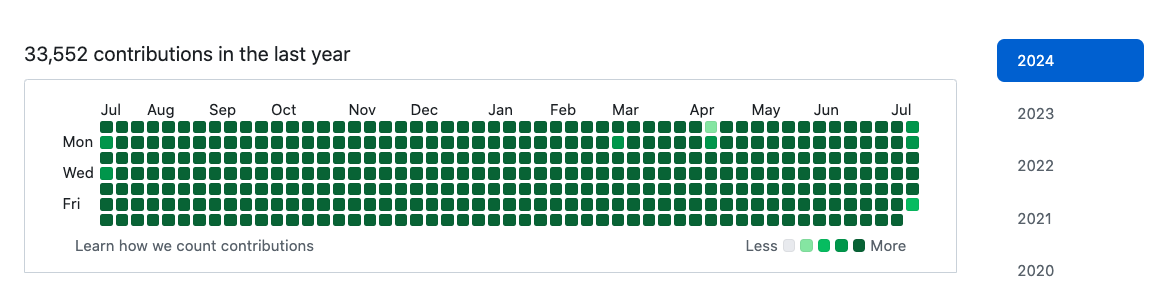 33,552 contributions in the last year
Jul Aug Sep Oct Nov Dec Jan Feb Mar Apr May Jun Jul
Mon
Wed
Fri
Learn how we count contributions
Less More
2024
2023
2022
2021
2020